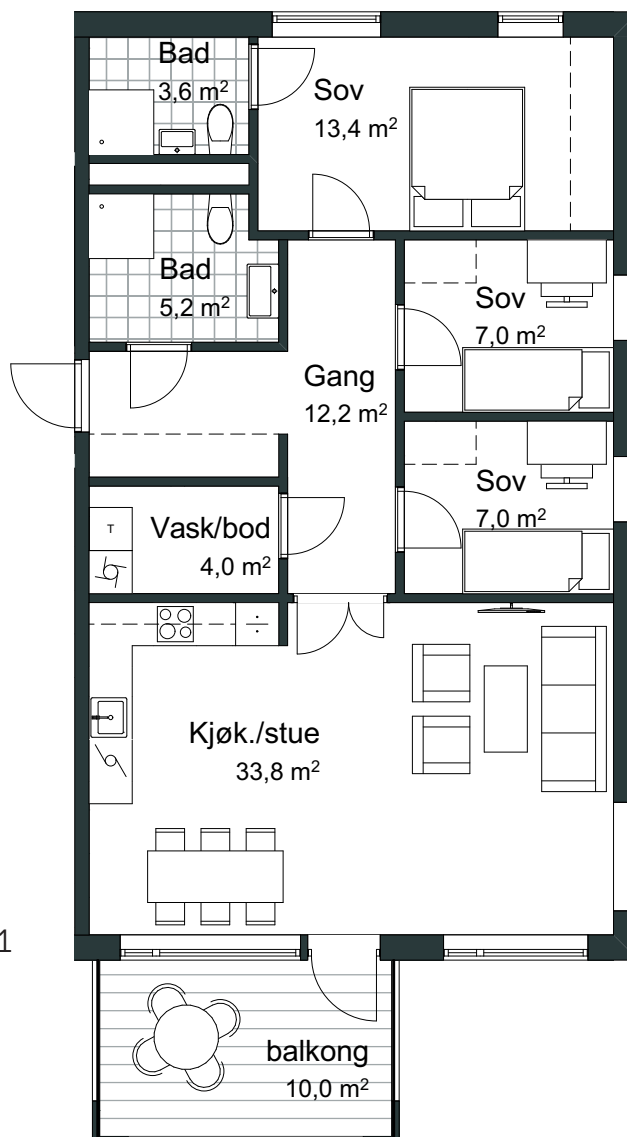 Bad
3,6 m²
Sov
13,4 m²
Bad
5,2 m²
Sov
7,0 m²
Gang
12,2 m²
Sov
7,0 m²
T
Vask/bod
4,0 m²
Kjøk./stue
33,8 m²
1
balkong
10,0 m²